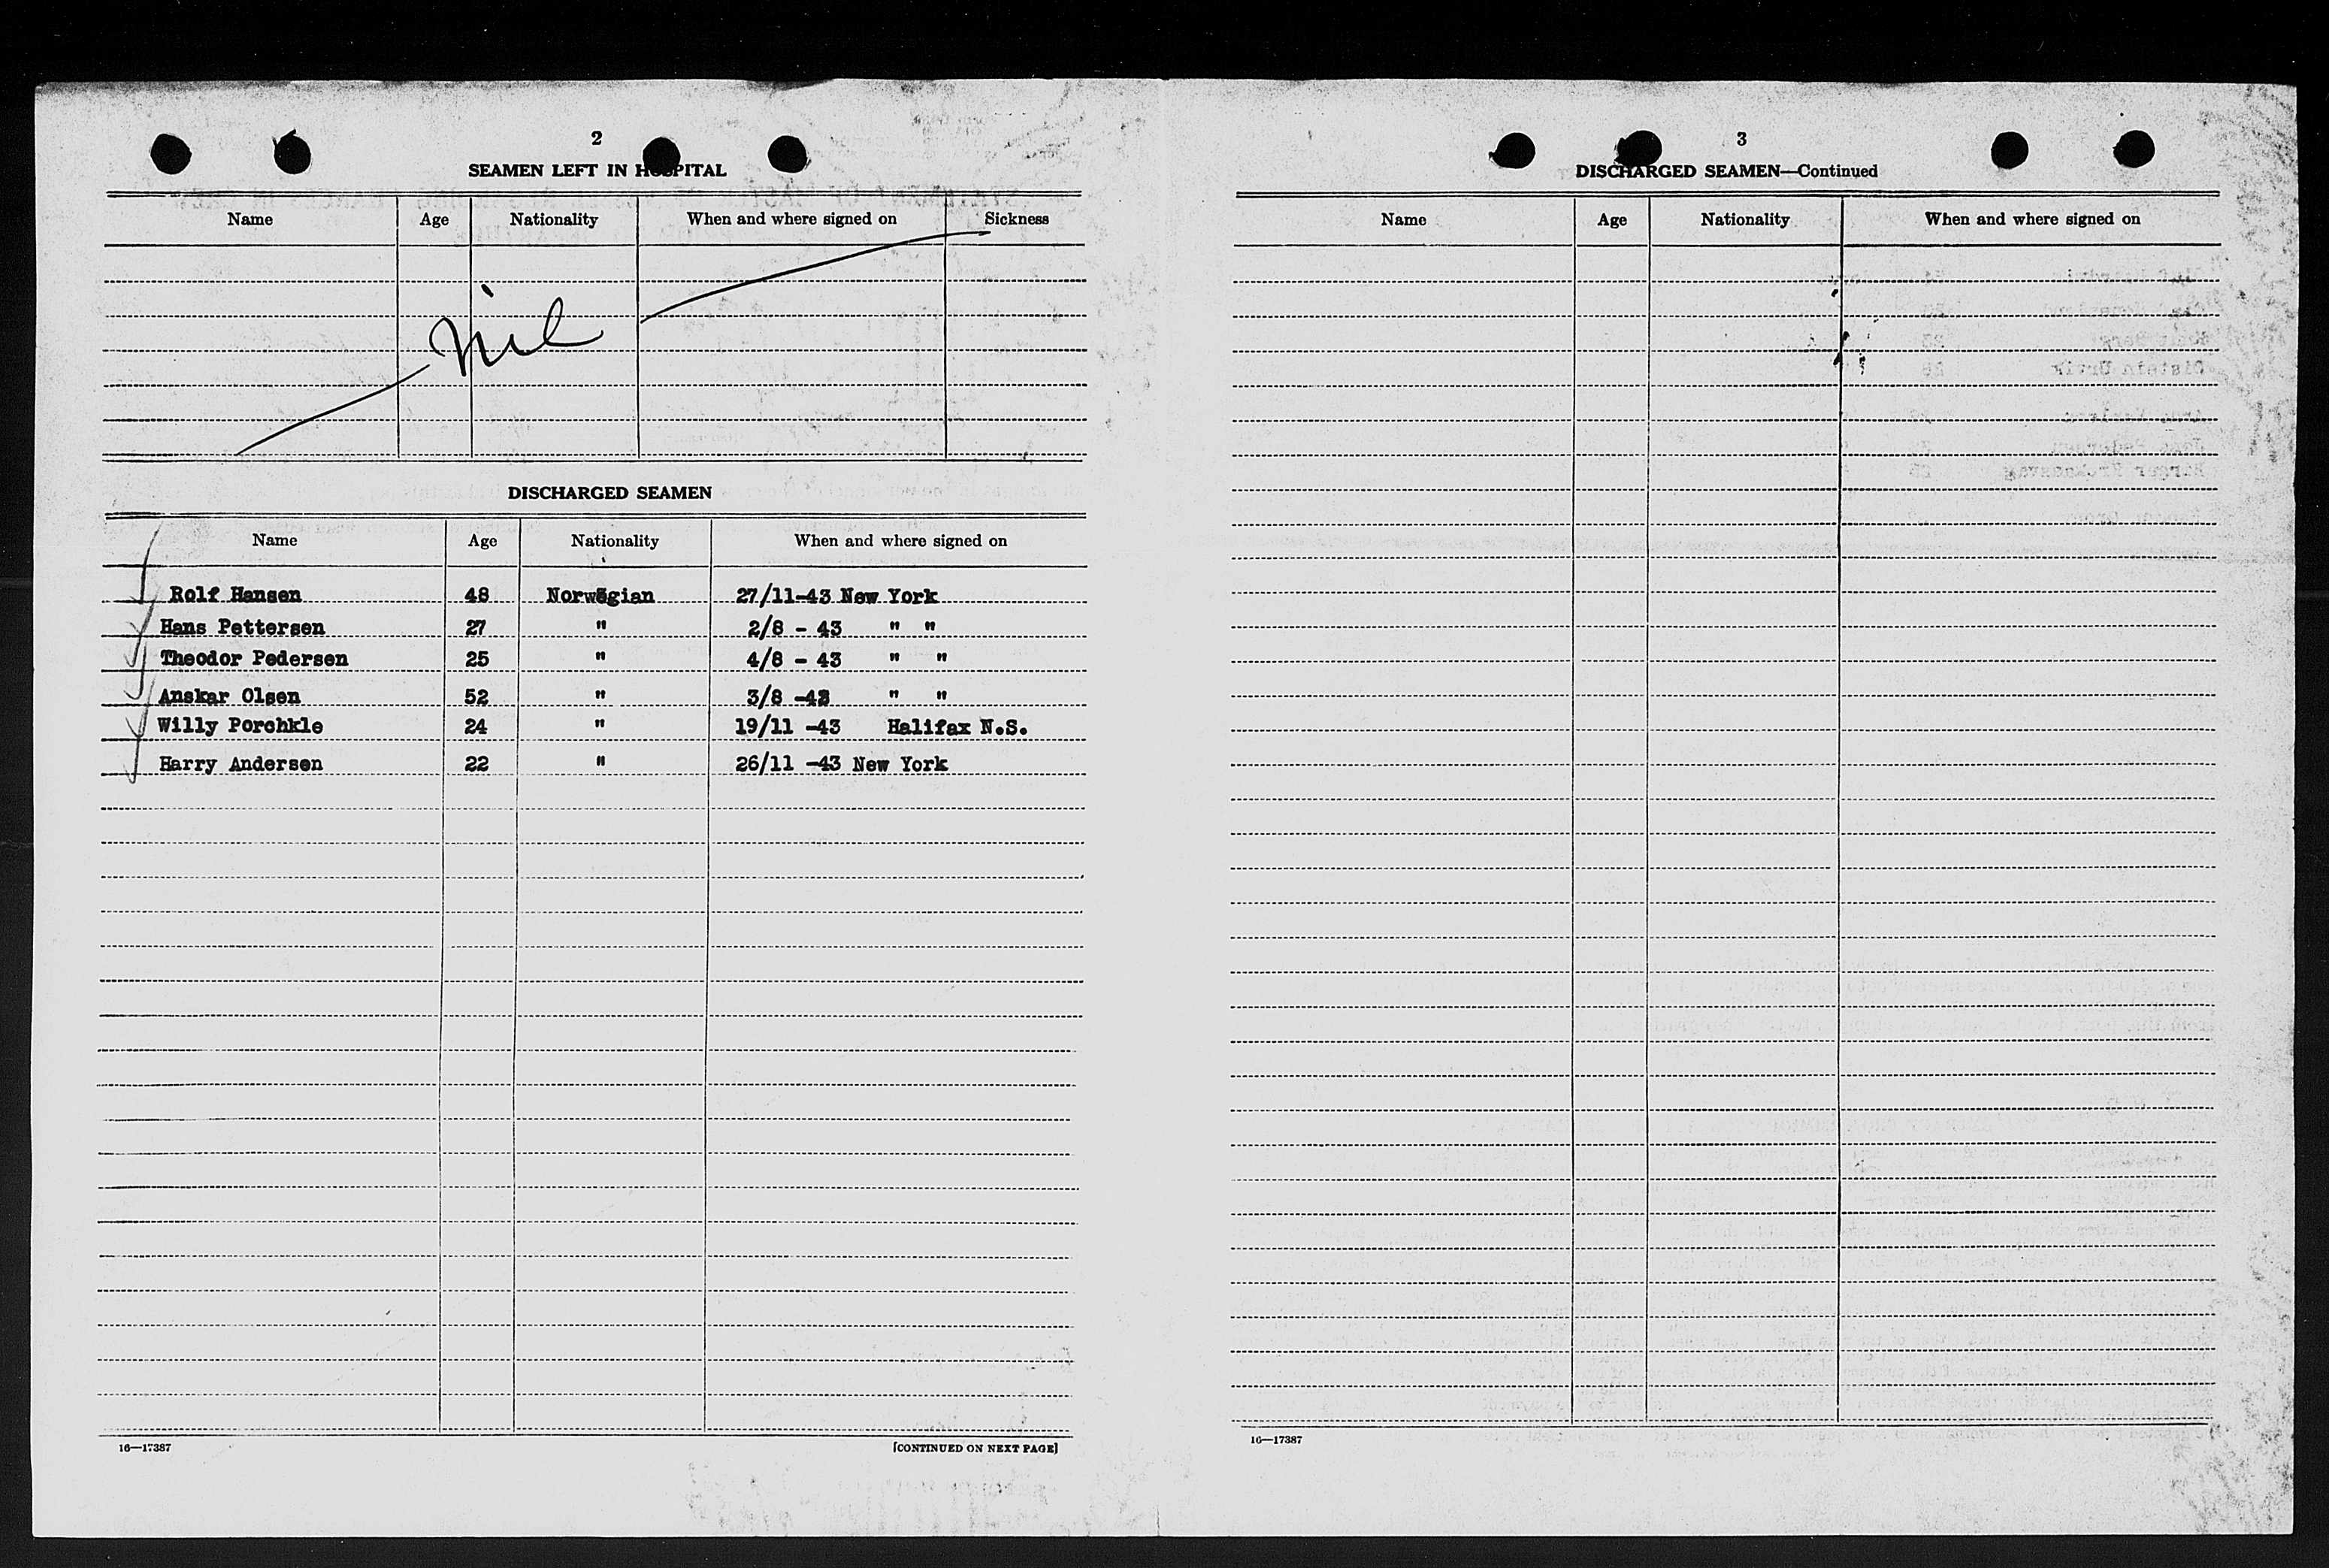 2
SEAMEN LEFT IN HOSPITAL
Name Age Nationality When and where signed on Sickness
Nil
DISCHARGED SEAMEN
Name Age Nationality When and where signed on
Rolf Hansen 48 Norwegian 27/11-43 New York
Hans Pettersen 27 " 2/8 - 43 " "
Theodor Pedersen 25 " 4/8 - 43 " "
Anskar Olsen 52 " 3/8 -43 " "
Willy Porchkle 24 " 19/11 -43 Halifax N.S.
Harry Andersen 22 " 26/11 -43 New York
16—17387 [CONTINUED ON NEXT PAGE]
3
DISCHARGED SEAMEN—Continued
Name Age Nationality When and where signed on
16—17387